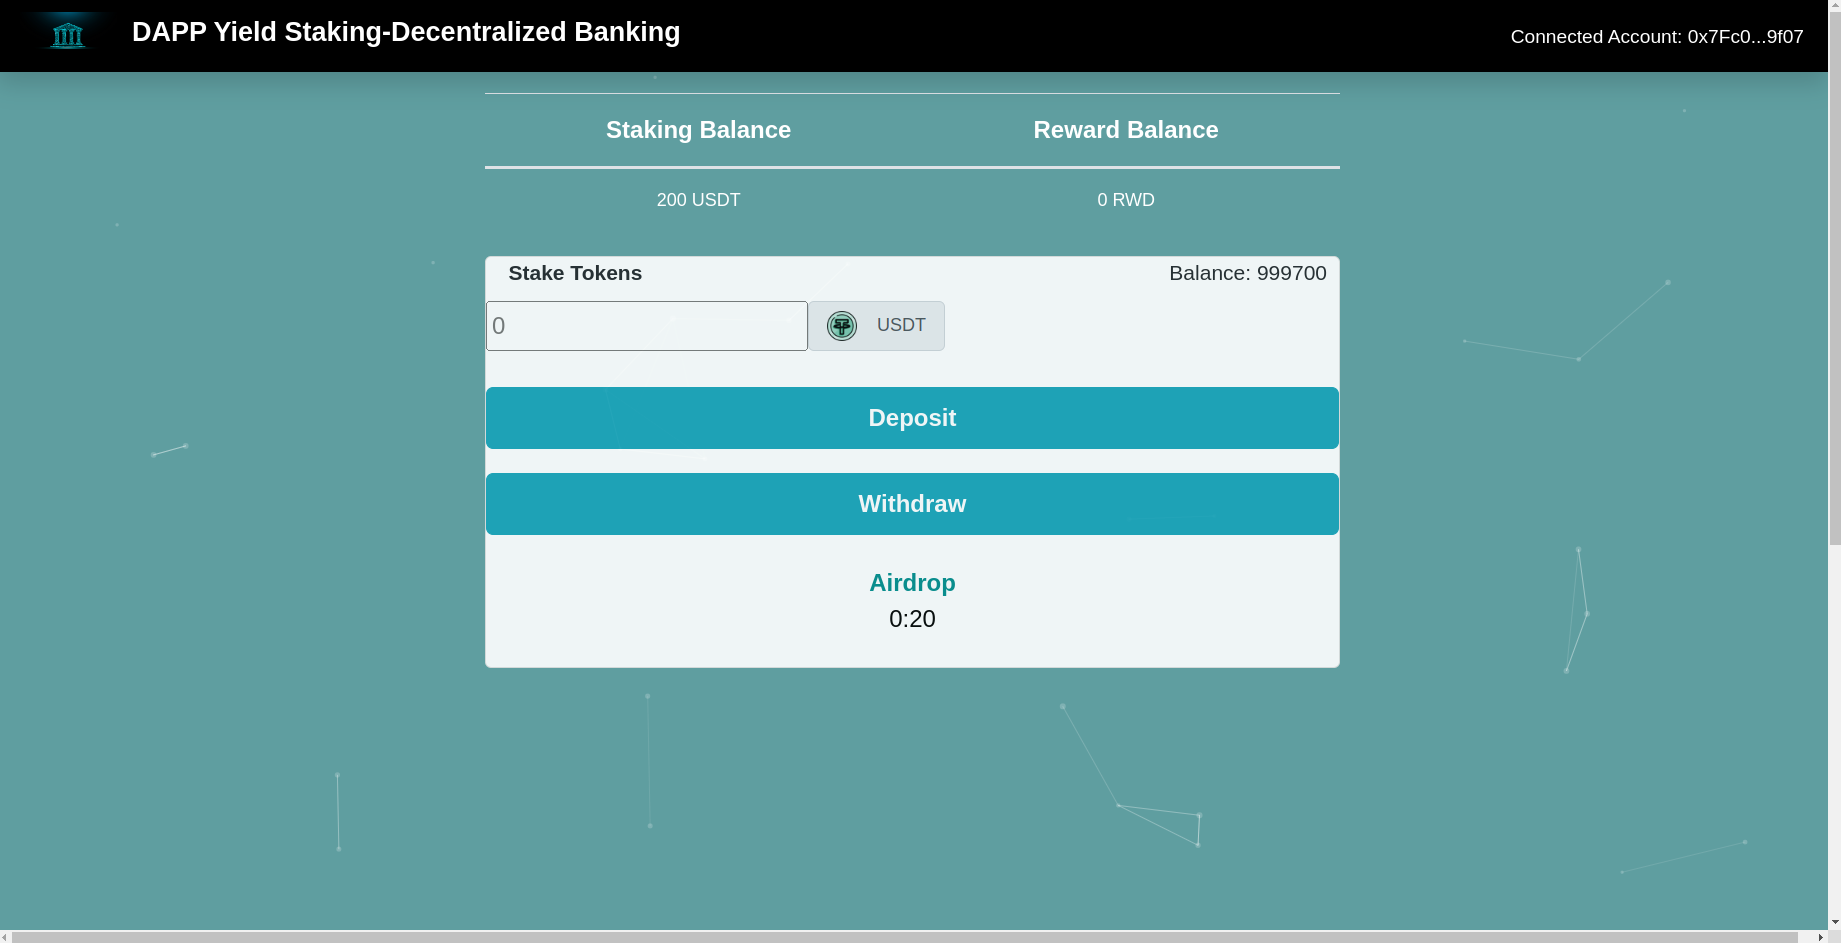 DAPP Yield Staking-Decentralized Banking
Connected Account: 0x7Fc0...9f07
Staking Balance Reward Balance
200 USDT 0 RWD
Stake Tokens Balance: 999700
0 USDT
Deposit
Withdraw
Airdrop
0:20